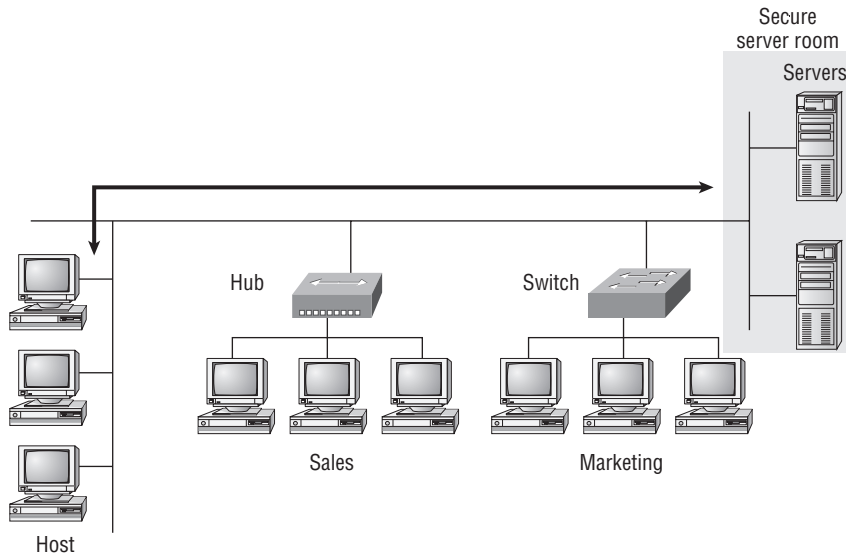 Secure
server room
Servers
Hub
Switch
Sales
Marketing
Host